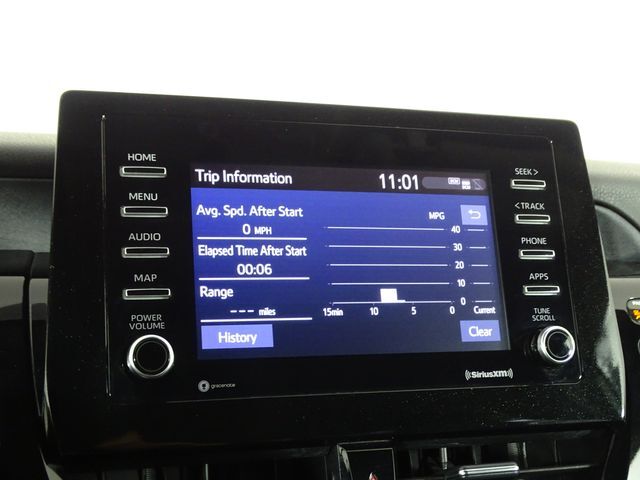 HOME
MENU
AUDIO
MAP
POWER
VOLUME
Trip Information
11:01
Avg. Spd. After Start
0 MPH
Elapsed Time After Start
00:06
Range
--- miles
History
MPG
40
30
20
10
0
15min 10 5 0 Current
Clear
SEEK >
< TRACK
PHONE
APPS
TUNE
SCROLL
gracenote
SiriusXM